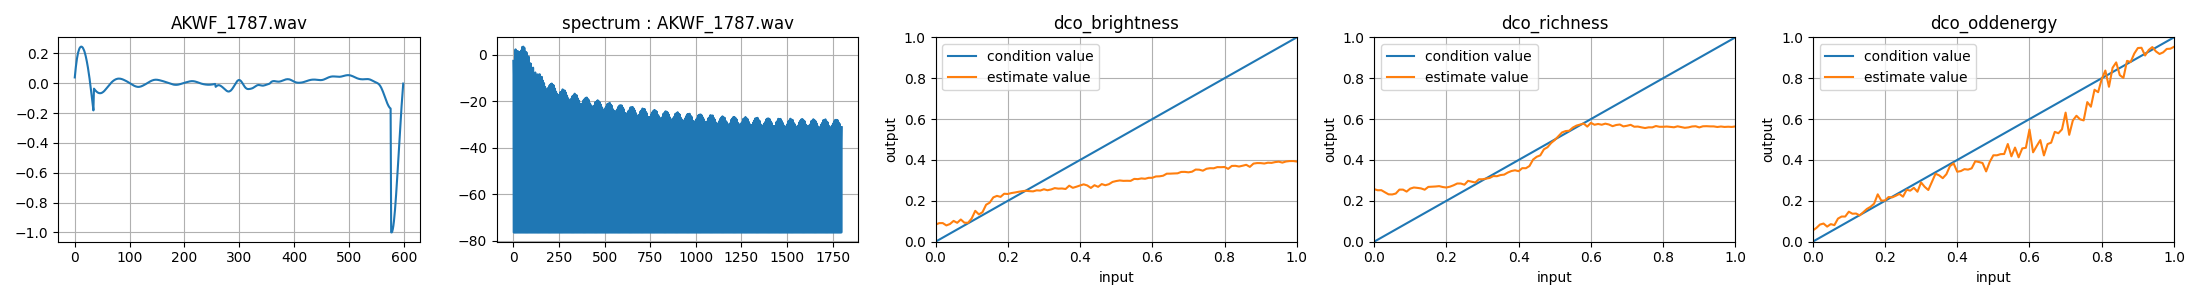 AKWF_1787.wav
0.2
0.0
−0.2
−0.4
−0.6
−0.8
−1.0
0 100 200 300 400 500 600
spectrum : AKWF_1787.wav
0
−20
−40
−60
−80
0 250 500 750 1000 1250 1500 1750
dco_brightness
condition value
estimate value
output
1.0
0.8
0.6
0.4
0.2
0.0
0.0 0.2 0.4 0.6 0.8 1.0
input
dco_richness
condition value
estimate value
output
1.0
0.8
0.6
0.4
0.2
0.0
0.0 0.2 0.4 0.6 0.8 1.0
input
dco_oddenergy
condition value
estimate value
output
1.0
0.8
0.6
0.4
0.2
0.0
0.0 0.2 0.4 0.6 0.8 1.0
input